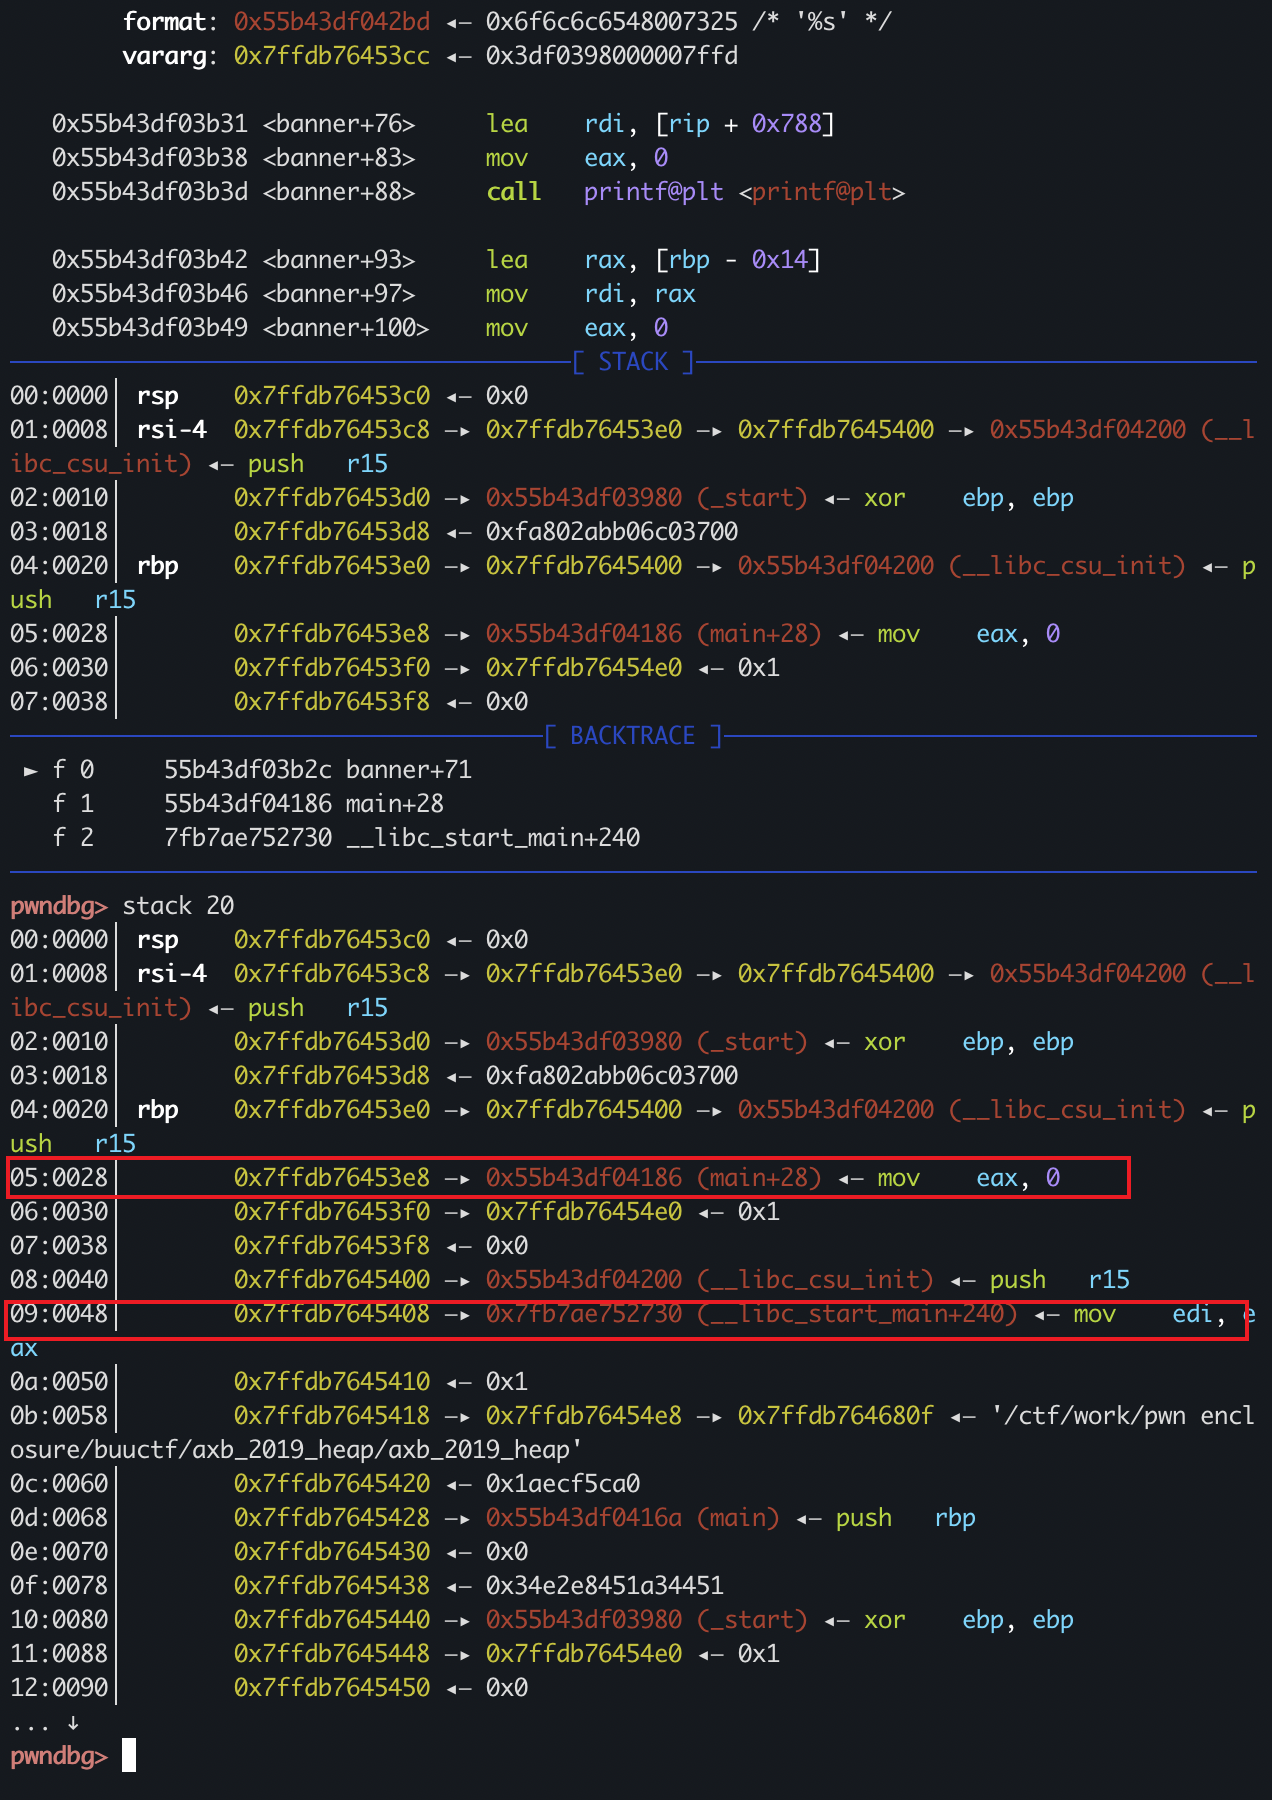 format: 0x55b43df042bd ◂— 0x6f6c6c6548007325 /* '%s' */
vararg: 0x7ffdb76453cc ◂— 0x3df0398000007ffd
0x55b43df03b31 <banner+76>     lea    rdi, [rip + 0x788]
0x55b43df03b38 <banner+83>     mov    eax, 0
0x55b43df03b3d <banner+88>     call   printf@plt <printf@plt>
0x55b43df03b42 <banner+93>     lea    rax, [rbp - 0x14]
0x55b43df03b46 <banner+97>     mov    rdi, rax
0x55b43df03b49 <banner+100>    mov    eax, 0
[ STACK ]
00:0000│ rsp    0x7ffdb76453c0 ◂— 0x0
01:0008│ rsi-4  0x7ffdb76453c8 —▸ 0x7ffdb76453e0 —▸ 0x7ffdb7645400 —▸ 0x55b43df04200 (__l
ibc_csu_init) ◂— push   r15
02:0010│        0x7ffdb76453d0 —▸ 0x55b43df03980 (_start) ◂— xor    ebp, ebp
03:0018│        0x7ffdb76453d8 ◂— 0xfa802abb06c03700
04:0020│ rbp    0x7ffdb76453e0 —▸ 0x7ffdb7645400 —▸ 0x55b43df04200 (__libc_csu_init) ◂— p
ush   r15
05:0028│        0x7ffdb76453e8 —▸ 0x55b43df04186 (main+28) ◂— mov    eax, 0
06:0030│        0x7ffdb76453f0 —▸ 0x7ffdb76454e0 ◂— 0x1
07:0038│        0x7ffdb76453f8 ◂— 0x0
[ BACKTRACE ]
► f 0     55b43df03b2c banner+71
f 1     55b43df04186 main+28
f 2     7fb7ae752730 __libc_start_main+240
pwndbg> stack 20
00:0000│ rsp    0x7ffdb76453c0 ◂— 0x0
01:0008│ rsi-4  0x7ffdb76453c8 —▸ 0x7ffdb76453e0 —▸ 0x7ffdb7645400 —▸ 0x55b43df04200 (__l
ibc_csu_init) ◂— push   r15
02:0010│        0x7ffdb76453d0 —▸ 0x55b43df03980 (_start) ◂— xor    ebp, ebp
03:0018│        0x7ffdb76453d8 ◂— 0xfa802abb06c03700
04:0020│ rbp    0x7ffdb76453e0 —▸ 0x7ffdb7645400 —▸ 0x55b43df04200 (__libc_csu_init) ◂— p
ush   r15
05:0028│        0x7ffdb76453e8 —▸ 0x55b43df04186 (main+28) ◂— mov    eax, 0
06:0030│        0x7ffdb76453f0 —▸ 0x7ffdb76454e0 ◂— 0x1
07:0038│        0x7ffdb76453f8 ◂— 0x0
08:0040│        0x7ffdb7645400 —▸ 0x55b43df04200 (__libc_csu_init) ◂— push   r15
09:0048│        0x7ffdb7645408 —▸ 0x7fb7ae752730 (__libc_start_main+240) ◂— mov    edi, e
ax
0a:0050│        0x7ffdb7645410 ◂— 0x1
0b:0058│        0x7ffdb7645418 —▸ 0x7ffdb76454e8 —▸ 0x7ffdb764680f ◂— '/ctf/work/pwn encl
osure/buuctf/axb_2019_heap/axb_2019_heap'
0c:0060│        0x7ffdb7645420 ◂— 0x1aecf5ca0
0d:0068│        0x7ffdb7645428 —▸ 0x55b43df0416a (main) ◂— push   rbp
0e:0070│        0x7ffdb7645430 ◂— 0x0
0f:0078│        0x7ffdb7645438 ◂— 0x34e2e8451a34451
10:0080│        0x7ffdb7645440 —▸ 0x55b43df03980 (_start) ◂— xor    ebp, ebp
11:0088│        0x7ffdb7645448 —▸ 0x7ffdb76454e0 ◂— 0x1
12:0090│        0x7ffdb7645450 ◂— 0x0
... ↓
pwndbg>